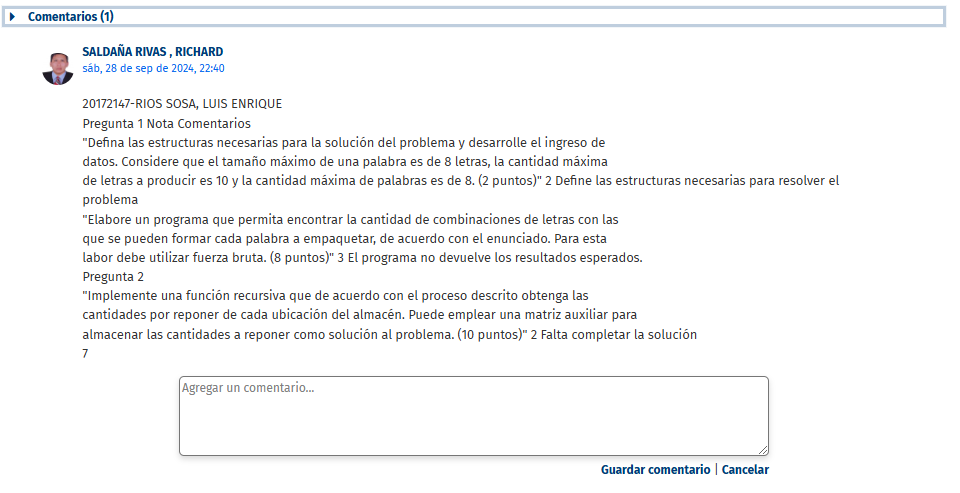 Comentarios (1)
SALDAÑA RIVAS , RICHARD
sáb, 28 de sep de 2024, 22:40
20172147-RIOS SOSA, LUIS ENRIQUE
Pregunta 1 Nota Comentarios
"Defina las estructuras necesarias para la solución del problema y desarrolle el ingreso de
datos. Considere que el tamaño máximo de una palabra es de 8 letras, la cantidad máxima
de letras a producir es 10 y la cantidad máxima de palabras es de 8. (2 puntos)" 2 Define las estructuras necesarias para resolver el
problema
"Elabore un programa que permita encontrar la cantidad de combinaciones de letras con las
que se pueden formar cada palabra a empaquetar, de acuerdo con el enunciado. Para esta
labor debe utilizar fuerza bruta. (8 puntos)" 3 El programa no devuelve los resultados esperados.
Pregunta 2
"Implemente una función recursiva que de acuerdo con el proceso descrito obtenga las
cantidades por reponer de cada ubicación del almacén. Puede emplear una matriz auxiliar para
almacenar las cantidades a reponer como solución al problema. (10 puntos)" 2 Falta completar la solución
7
Agregar un comentario...
Guardar comentario | Cancelar